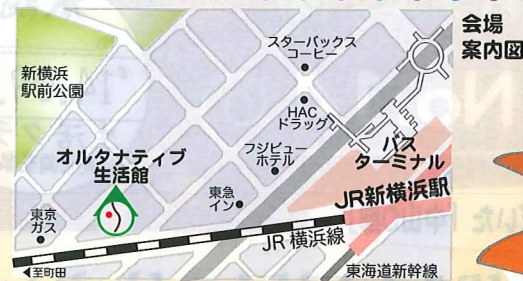 会場
案内図
スターバックス
コーヒー
新横浜
駅前公園
HAC
ドラッグ
バス
ターミナル
フジビュー
ホテル
オルタナティブ
生活館
東急
イン
JR新横浜駅
東京
ガス
JR 横浜線
◀至町田
東海道新幹線